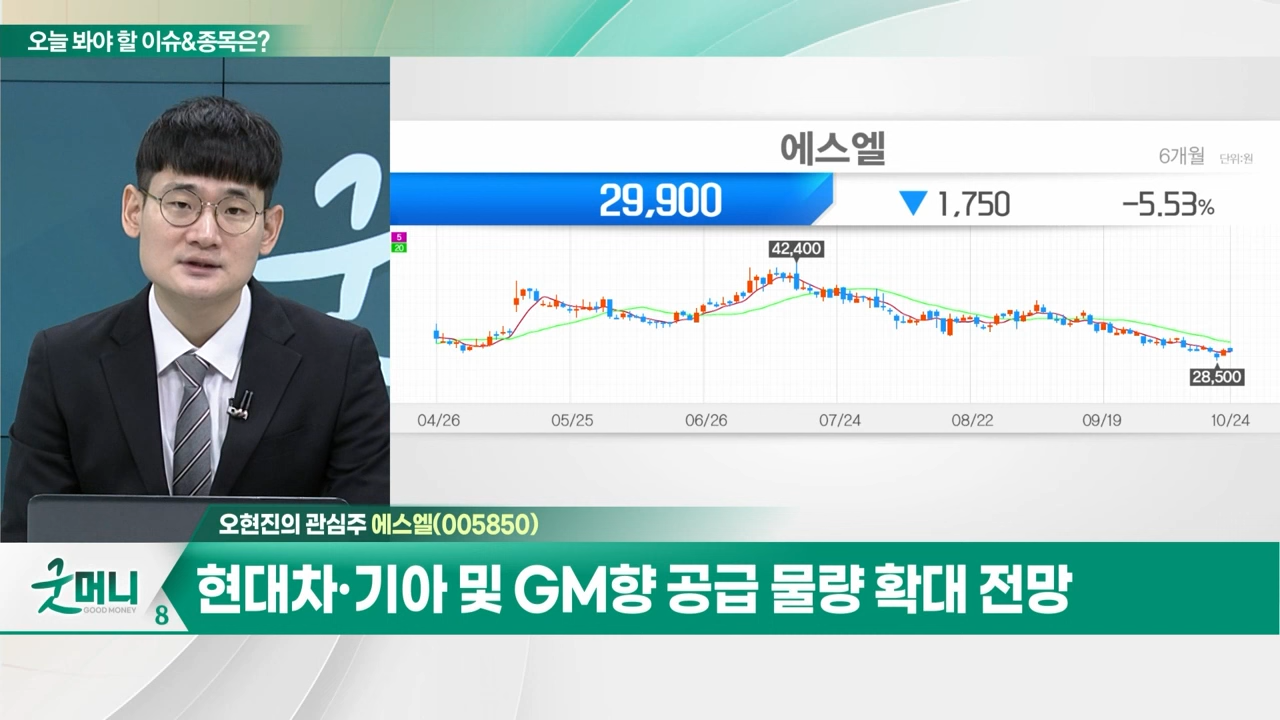 오늘 봐야 할 이슈&종목은?
에스엘
6개월 단위:원
29,900 ▼ 1,750 -5.53%
5
20
42,400
28,500
04/26 05/25 06/26 07/24 08/22 09/19 10/24
오현진의 관심주 에스엘(005850)
굿머니
GOOD MONEY
8
현대차·기아 및 GM향 공급 물량 확대 전망